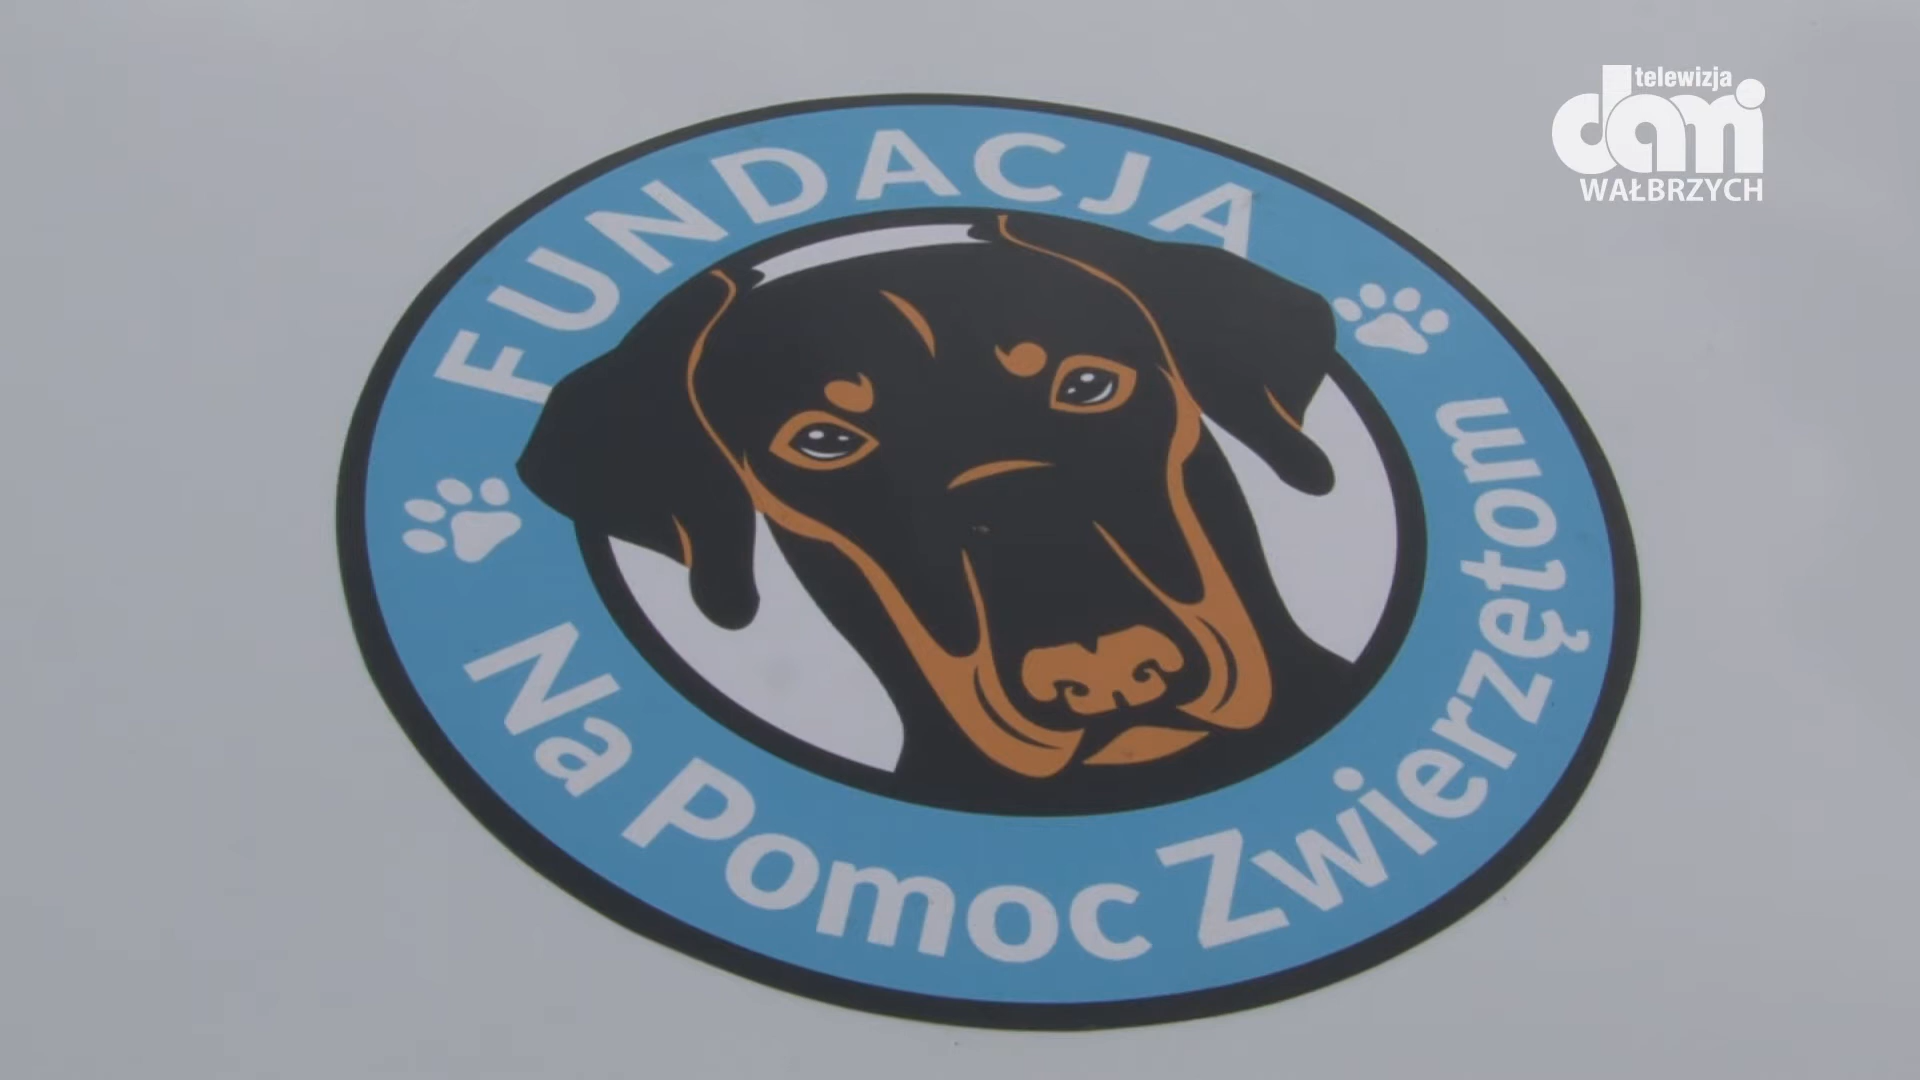 telewizja
dami
WAŁBRZYCH
FUNDACJA
Na Pomoc Zwierzętom